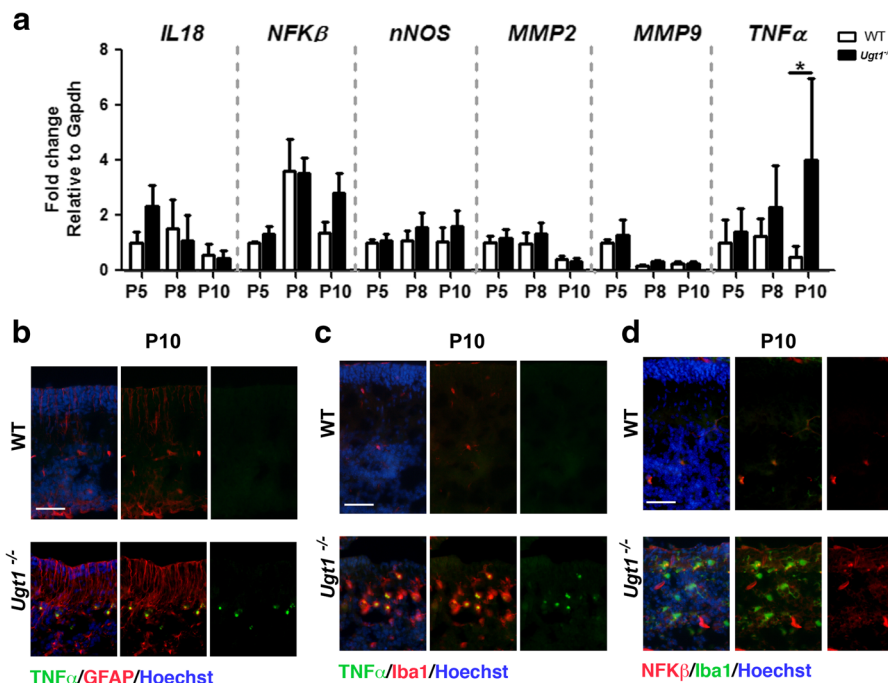 a
IL18 NFKβ nNOS MMP2 MMP9 TNFα
WT
Ugt1-/-
*
Fold change
Relative to Gapdh
8
6
4
2
0
P5 P8 P10 P5 P8 P10 P5 P8 P10 P5 P8 P10 P5 P8 P10 P5 P8 P10
b c d
P10 P10 P10
WT WT WT
Ugt1 -/- Ugt1 -/- Ugt1 -/-
TNFα/GFAP/Hoechst TNFα/Iba1/Hoechst NFKβ/Iba1/Hoechst